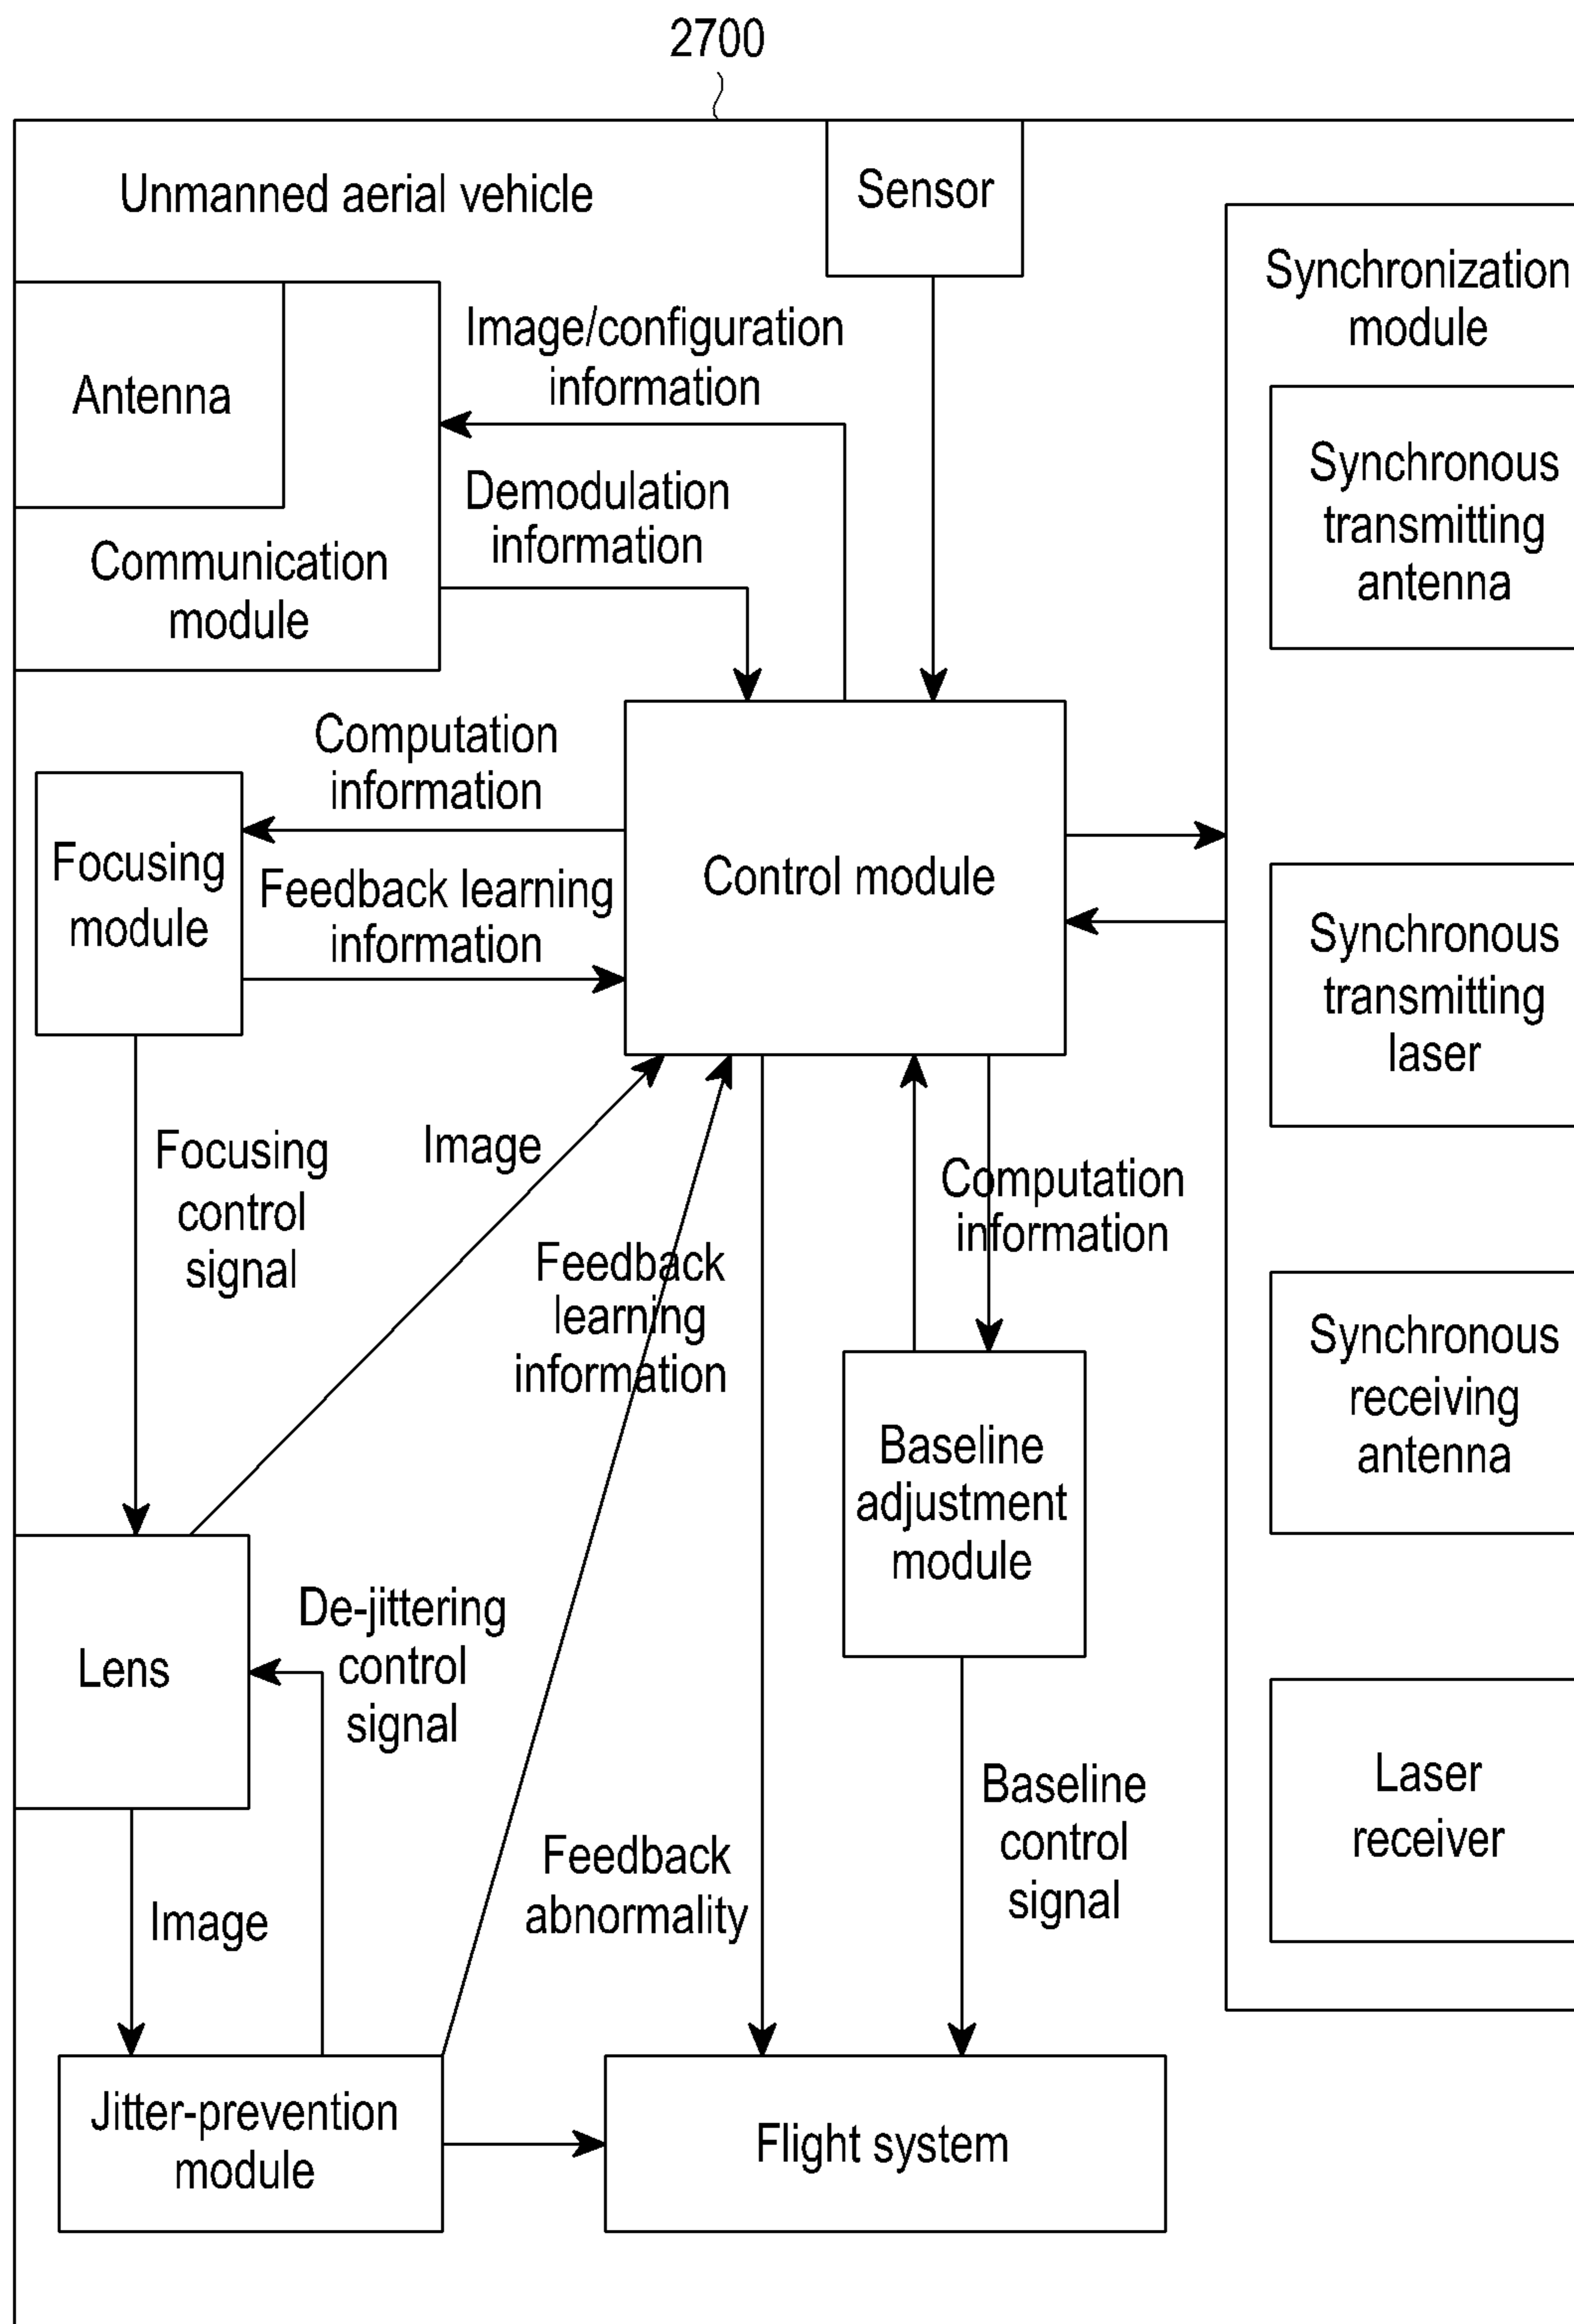 2700
Unmanned aerial vehicle
Sensor
Synchronization
module
Antenna
Image/configuration
information
Demodulation
information
Communication
module
Synchronous
transmitting
antenna
Computation
information
Focusing
module
Feedback learning
information
Control module
Synchronous
transmitting
laser
Focusing
control
signal
Image
Feedback
learning
information
Computation
information
Synchronous
receiving
antenna
Baseline
adjustment
module
Lens
De-jittering
control
signal
Laser
receiver
Image
Feedback
abnormality
Baseline
control
signal
Jitter-prevention
module
Flight system